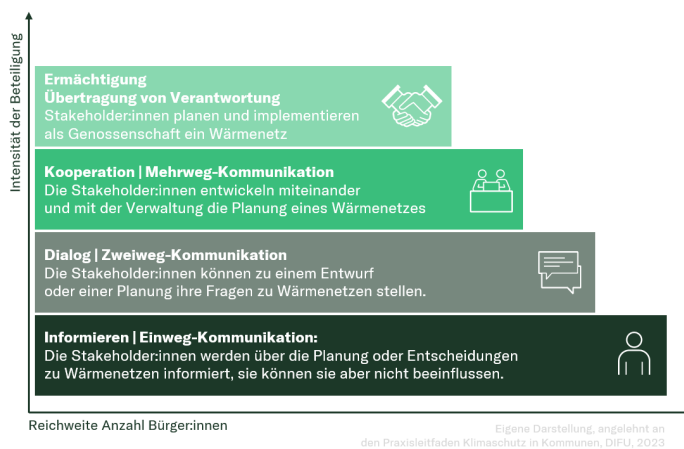 Intensität der Beteiligung
Ermächtigung
Übertragung von Verantwortung
Stakeholder:innen planen und implementieren
als Genossenschaft ein Wärmenetz
Kooperation | Mehrweg-Kommunikation
Die Stakeholder:innen entwickeln miteinander
und mit der Verwaltung die Planung eines Wärmenetzes
Dialog | Zweiweg-Kommunikation
Die Stakeholder:innen können zu einem Entwurf
oder einer Planung ihre Fragen zu Wärmenetzen stellen.
Informieren | Einweg-Kommunikation:
Die Stakeholder:innen werden über die Planung oder Entscheidungen
zu Wärmenetzen informiert, sie können sie aber nicht beeinflussen.
Reichweite Anzahl Bürger:innen
Eigene Darstellung, angelehnt an
den Praxisleitfaden Klimaschutz in Kommunen, DIFU, 2023